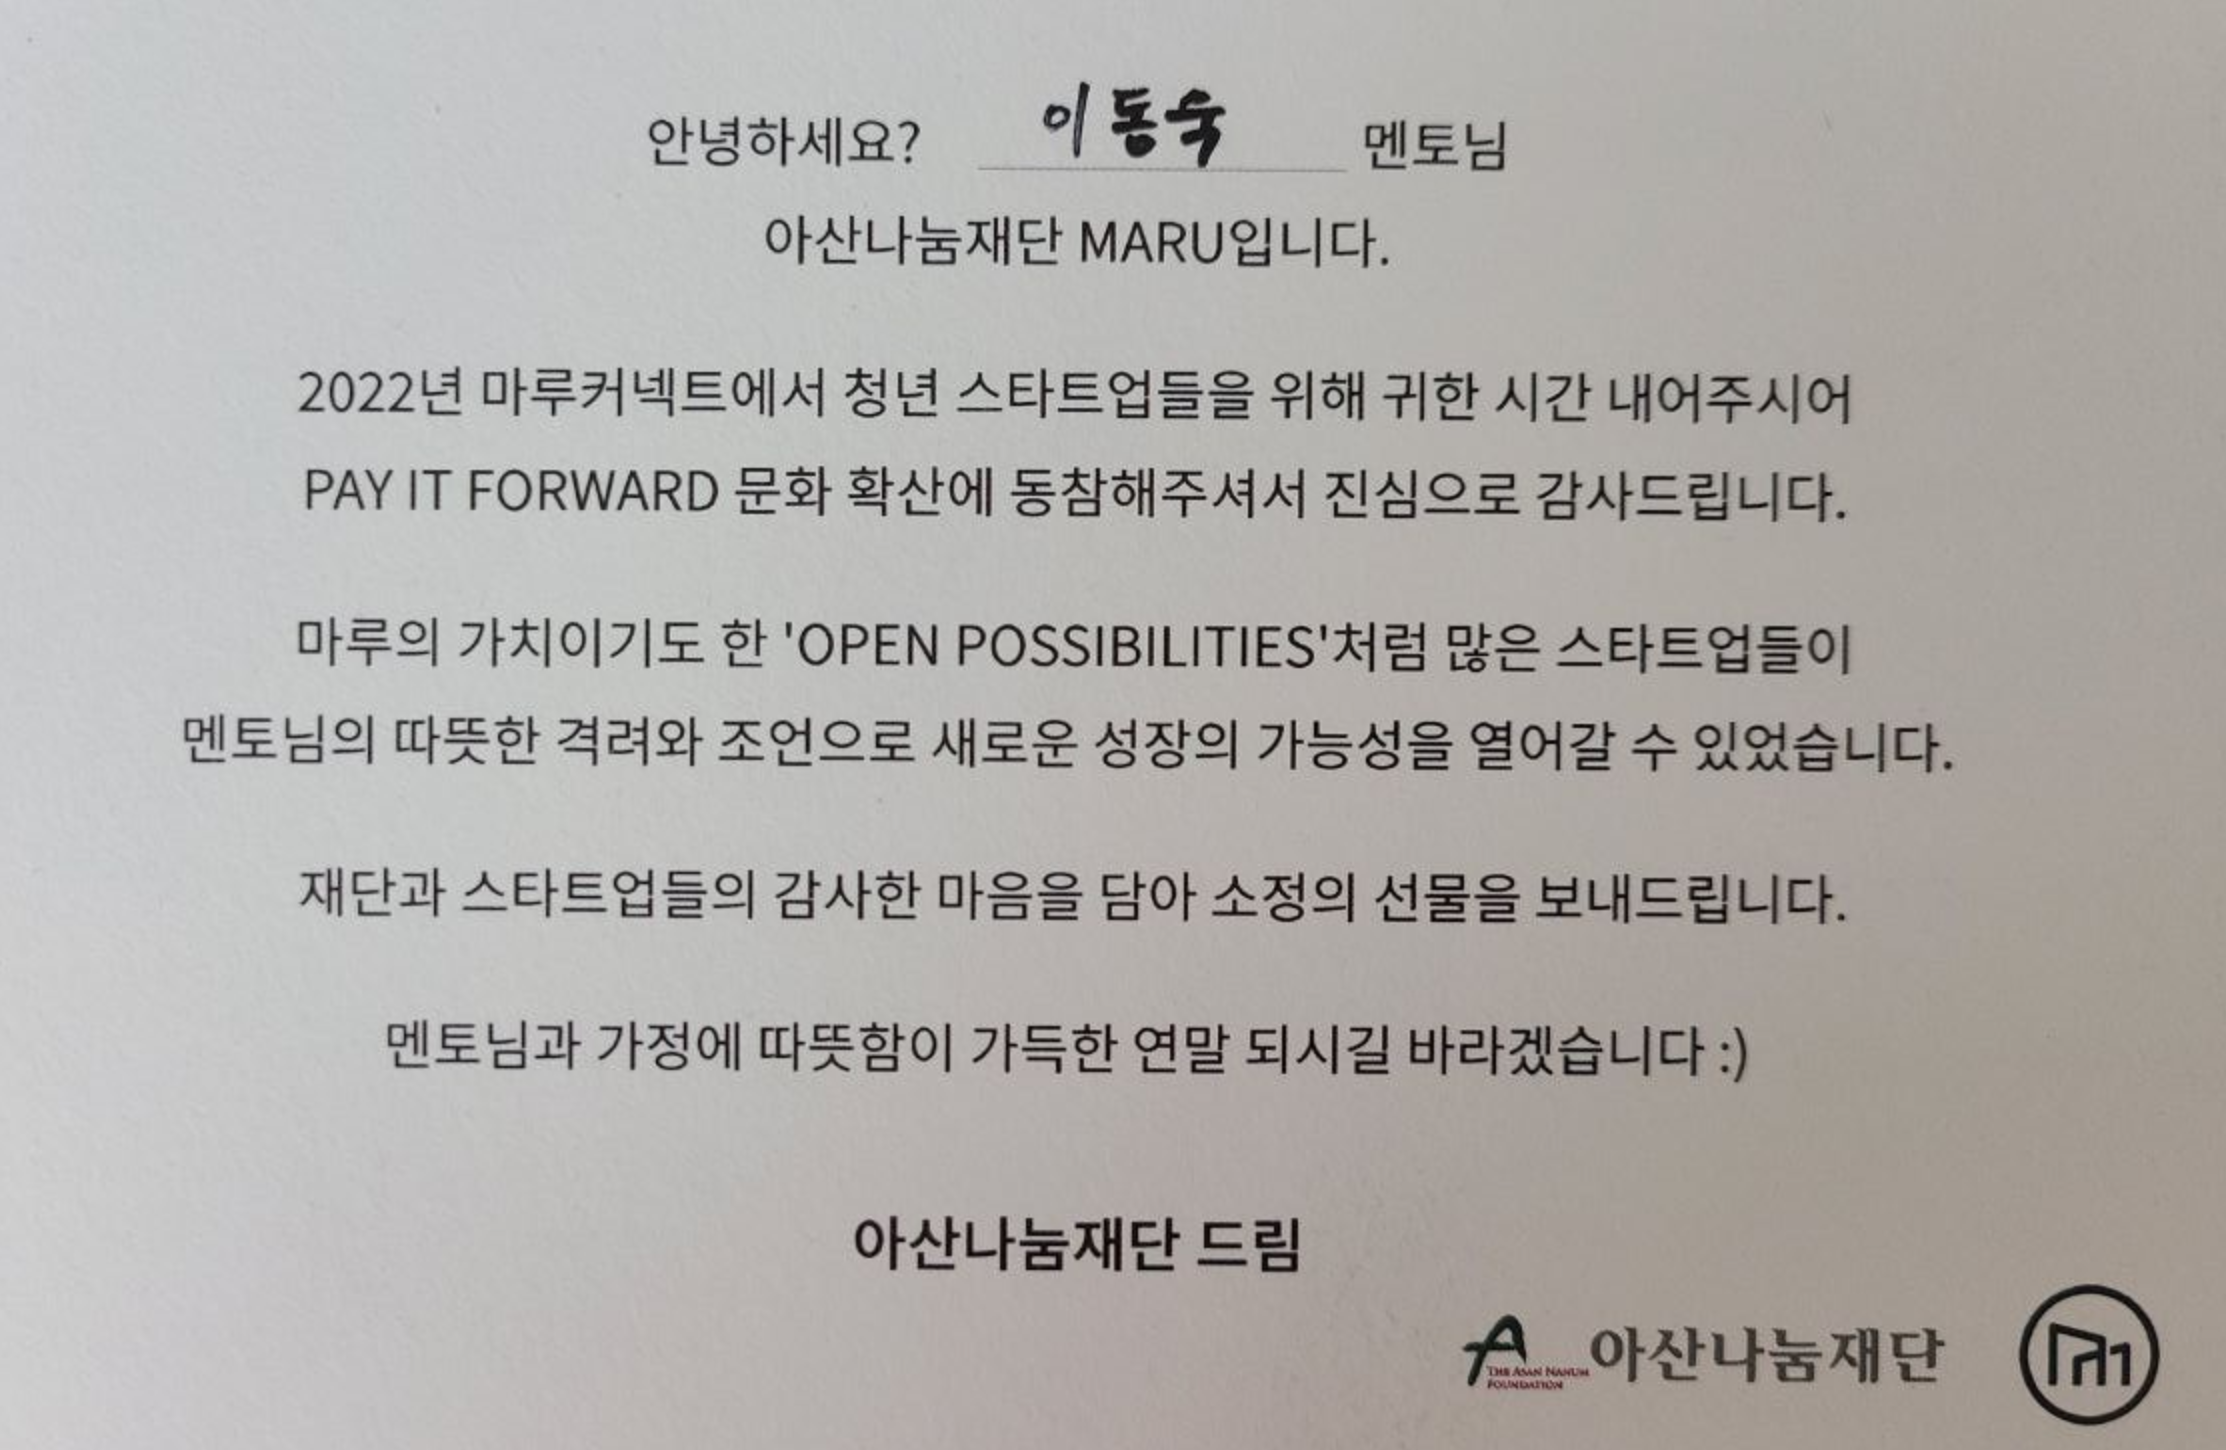 안녕하세요? 이동숙 멘토님
아산나눔재단 MARU입니다.
2022년 마루커넥트에서 청년 스타트업들을 위해 귀한 시간 내어주시어
PAY IT FORWARD 문화 확산에 동참해주셔서 진심으로 감사드립니다.
마루의 가치이기도 한 'OPEN POSSIBILITIES'처럼 많은 스타트업들이
멘토님의 따뜻한 격려와 조언으로 새로운 성장의 가능성을 열어갈 수 있었습니다.
재단과 스타트업들의 감사한 마음을 담아 소정의 선물을 보내드립니다.
멘토님과 가정에 따뜻함이 가득한 연말 되시길 바라겠습니다 :)
아산나눔재단 드림
THE ASAN NANUM
FOUNDATION
아산나눔재단